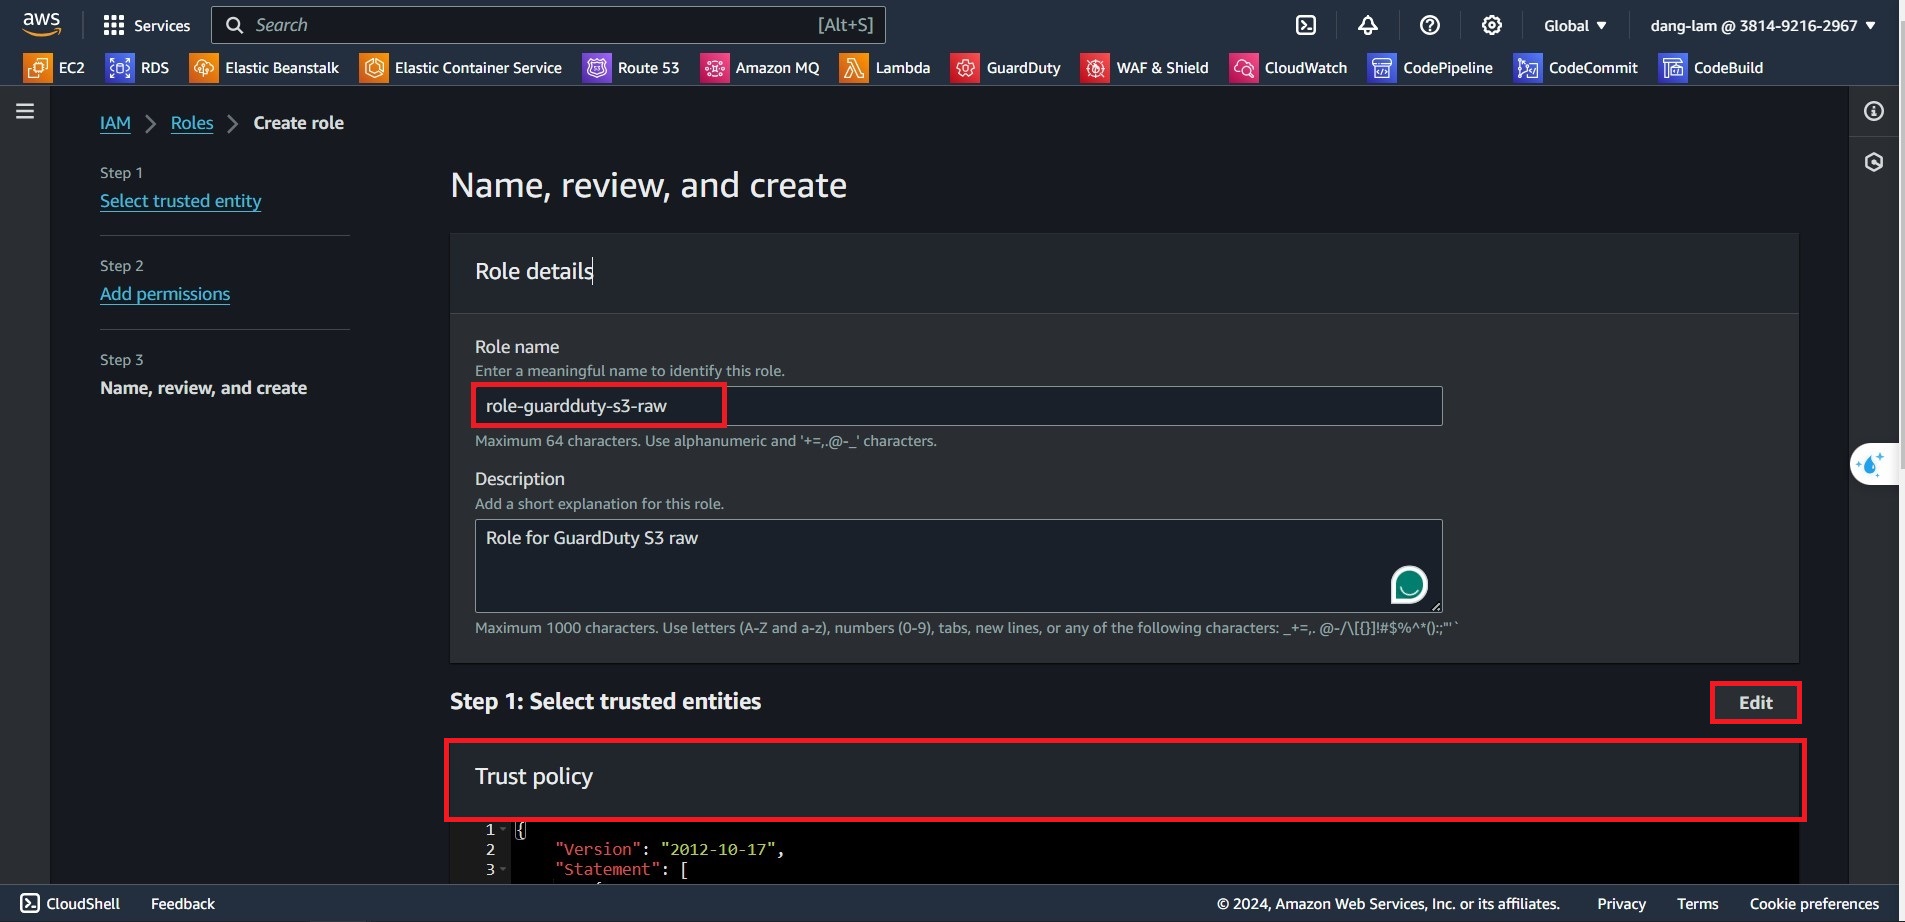 aws
Services
Search
[Alt+S]
Global
dang-lam @ 3814-9216-2967
EC2
RDS
Elastic Beanstalk
Elastic Container Service
Route 53
Amazon MQ
Lambda
GuardDuty
WAF & Shield
CloudWatch
CodePipeline
CodeCommit
CodeBuild
IAM
Roles
Create role
Step 1
Select trusted entity
Step 2
Add permissions
Step 3
Name, review, and create
Name, review, and create
Role details
Role name
Enter a meaningful name to identify this role.
role-guardduty-s3-raw
Maximum 64 characters. Use alphanumeric and '+=,.@-_' characters.
Description
Add a short explanation for this role.
Role for GuardDuty S3 raw
Maximum 1000 characters. Use letters (A-Z and a-z), numbers (0-9), tabs, new lines, or any of the following characters: _+=,. @-/\[{}]!#$%^*();:"'`
Step 1: Select trusted entities
Edit
Trust policy
1 {
2 "Version": "2012-10-17",
3 "Statement": [
CloudShell
Feedback
© 2024, Amazon Web Services, Inc. or its affiliates.
Privacy
Terms
Cookie preferences